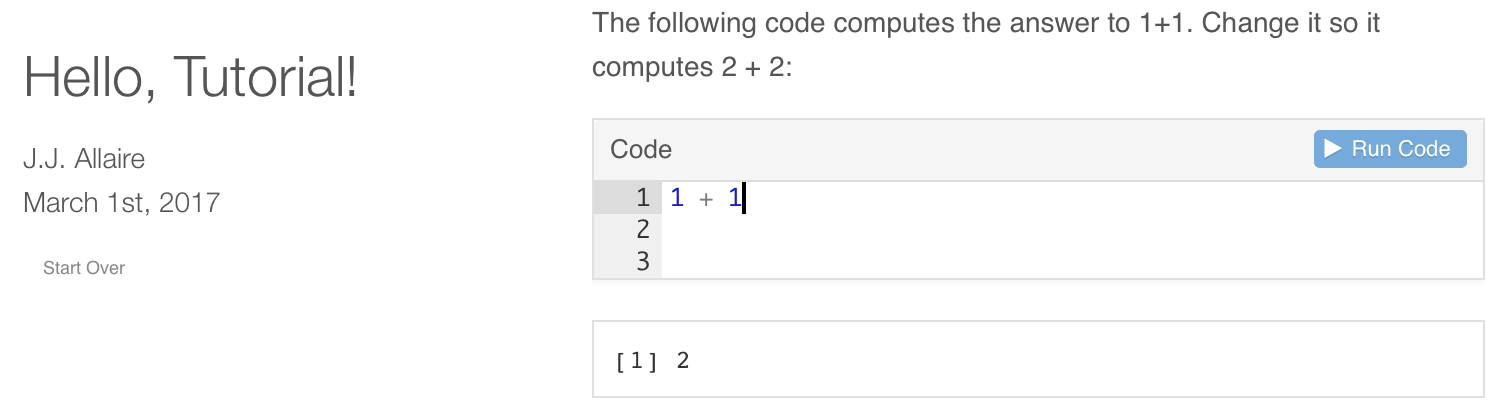 Hello, Tutorial!
J.J. Allaire
March 1st, 2017
Start Over
The following code computes the answer to 1+1. Change it so it
computes 2 + 2:
Code
Run Code
1 1 + 1
2
3
[1] 2